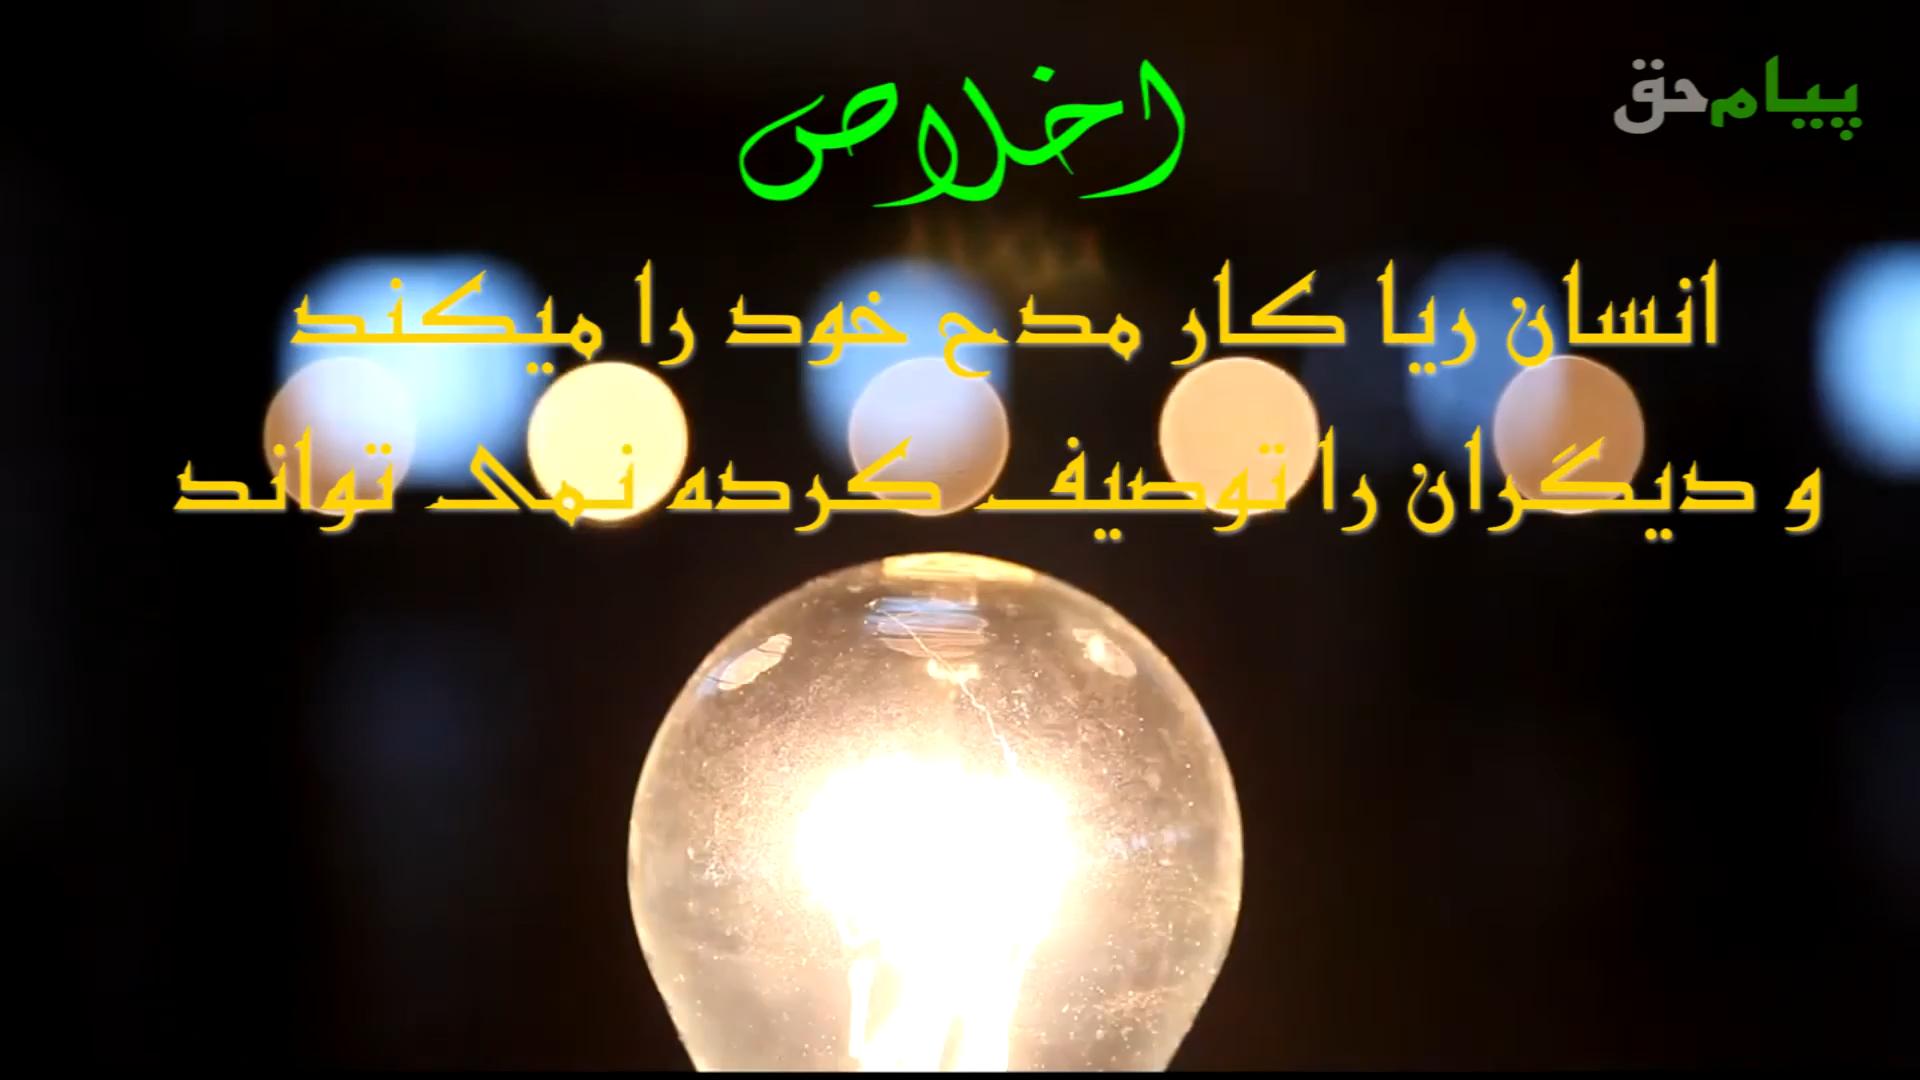 پیام حق
اخلاص
انسان ریا کار مدح خود را میکند
و دیگران را توصیف کرده نمی تواند